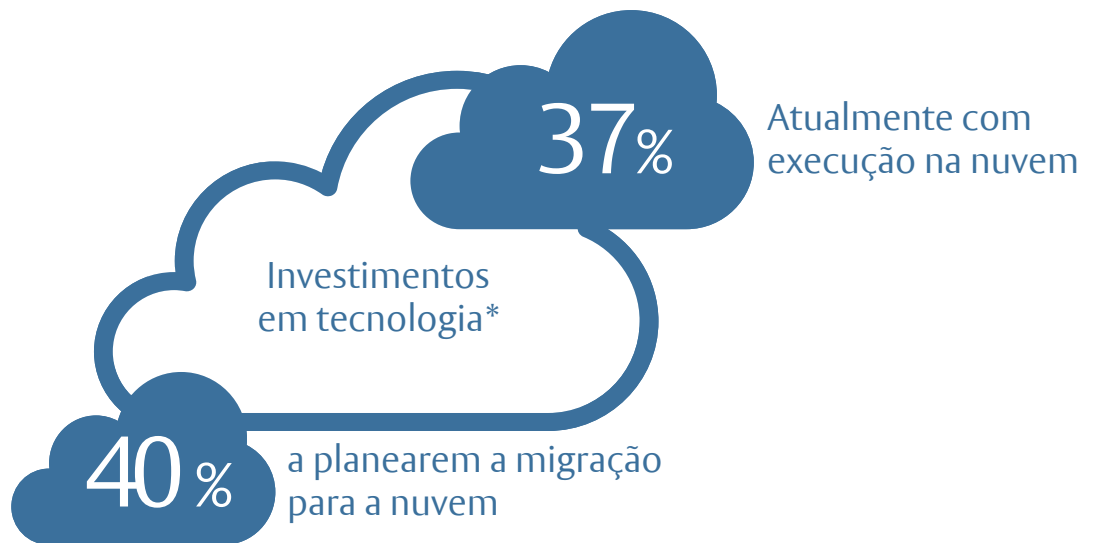 37%
Atualmente com
execução na nuvem
Investimentos
em tecnologia*
40 %
a planearem a migração
para a nuvem